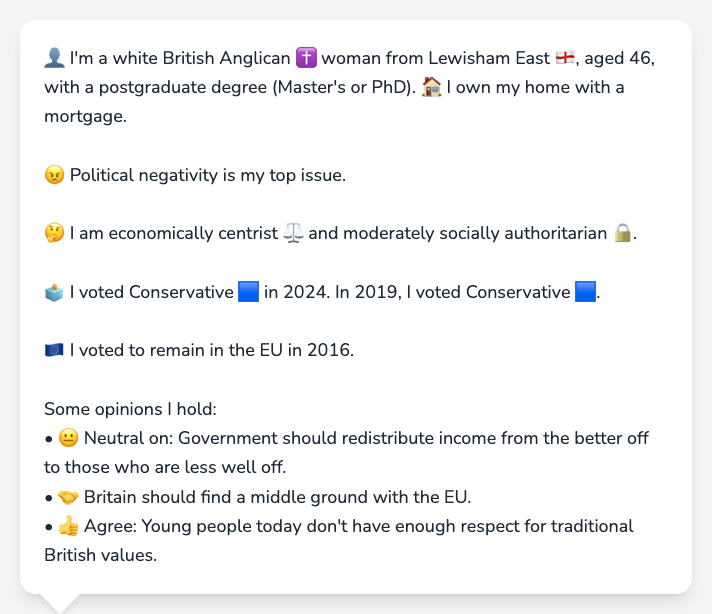 👤 I'm a white British Anglican ✝️ woman from Lewisham East 🏴󠁧󠁢󠁥󠁮󠁧󠁿, aged 46,
with a postgraduate degree (Master's or PhD). 🏠 I own my home with a
mortgage.
😠 Political negativity is my top issue.
🤔 I am economically centrist ⚖️ and moderately socially authoritarian 🔒.
🗳️ I voted Conservative 🟦 in 2024. In 2019, I voted Conservative 🟦.
🇪🇺 I voted to remain in the EU in 2016.
Some opinions I hold:
• 😐 Neutral on: Government should redistribute income from the better off
to those who are less well off.
• 🤝 Britain should find a middle ground with the EU.
• 👍 Agree: Young people today don't have enough respect for traditional
British values.